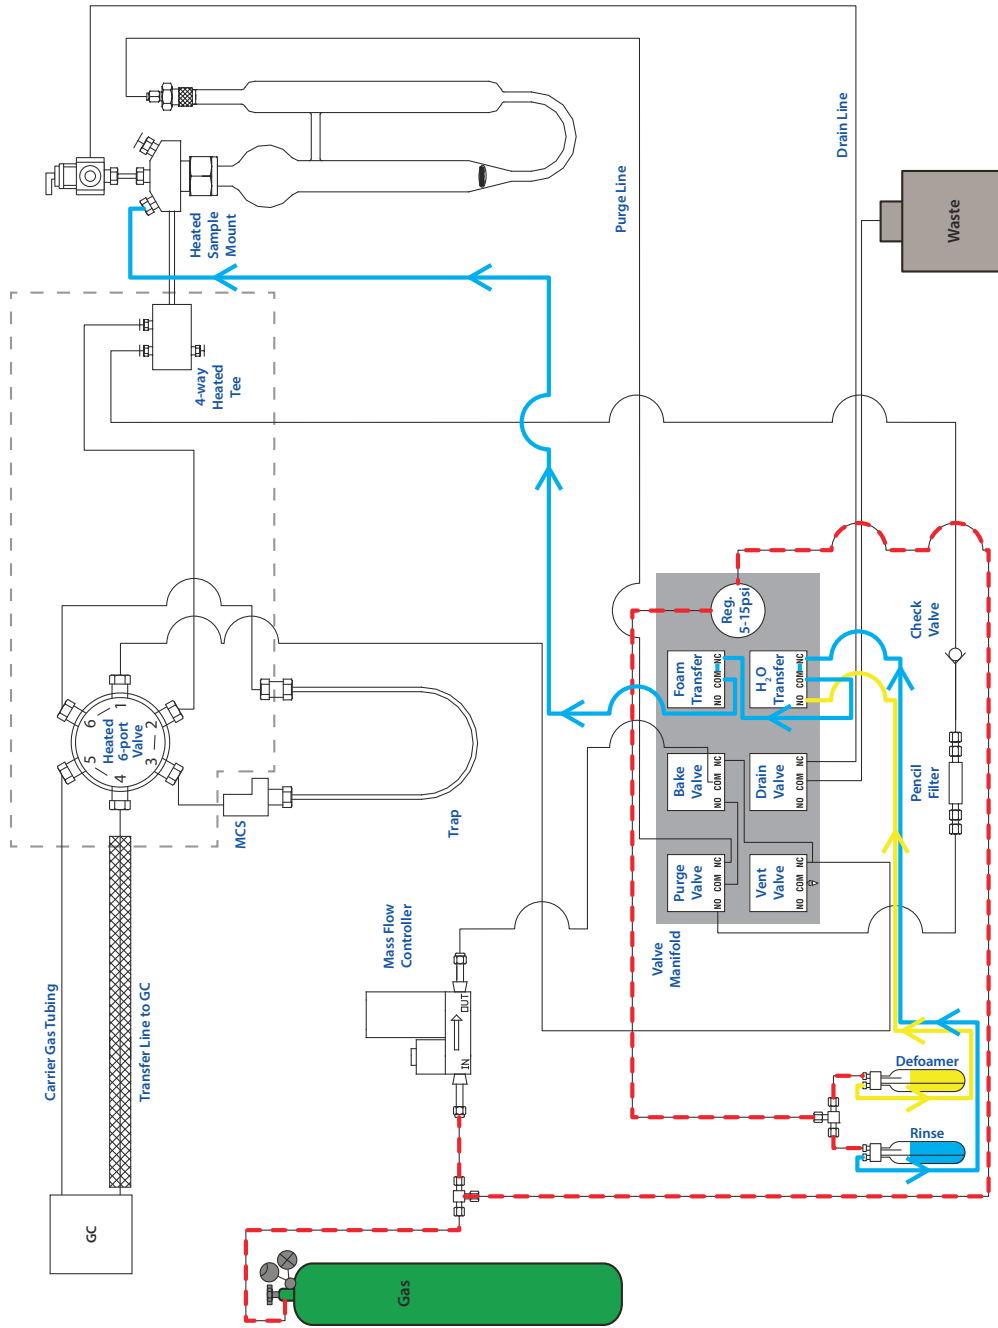 Drain Line
Purge Line
Waste
Heated
Sample
Mount
4-way
Heated
Tee
Heated
6-port
Valve
1
2
3
4
5
6
MCS
Trap
Carrier Gas Tubing
Transfer Line to GC
GC
Mass Flow
Controller
IN
OUT
Reg.
5-15psi
Foam
Transfer
NO COM NC
H₂O
Transfer
NO COM NC
Bake
Valve
NO COM NC
Drain
Valve
NO COM NC
Purge
Valve
NO COM NC
Vent
Valve
NO COM NC
Valve
Manifold
Check
Valve
Pencil
Filter
Defoamer
Rinse
Gas